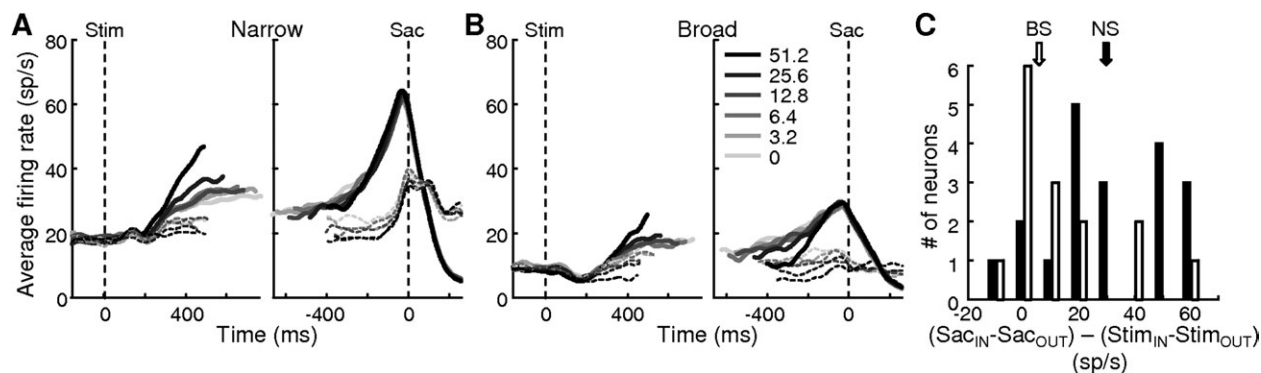 A Stim Narrow Sac
80
60
40
20
0
Average firing rate (sp/s)
400 -400 0
Time (ms)
B Stim Broad Sac
80
60
40
20
0
51.2
25.6
12.8
6.4
3.2
0
0 400 -400 0
Time (ms)
C BS NS
6
5
4
3
2
1
0
# of neurons
-20 0 20 40 60
(SacIN-SacOUT) – (StimIN-StimOUT)
(sp/s)